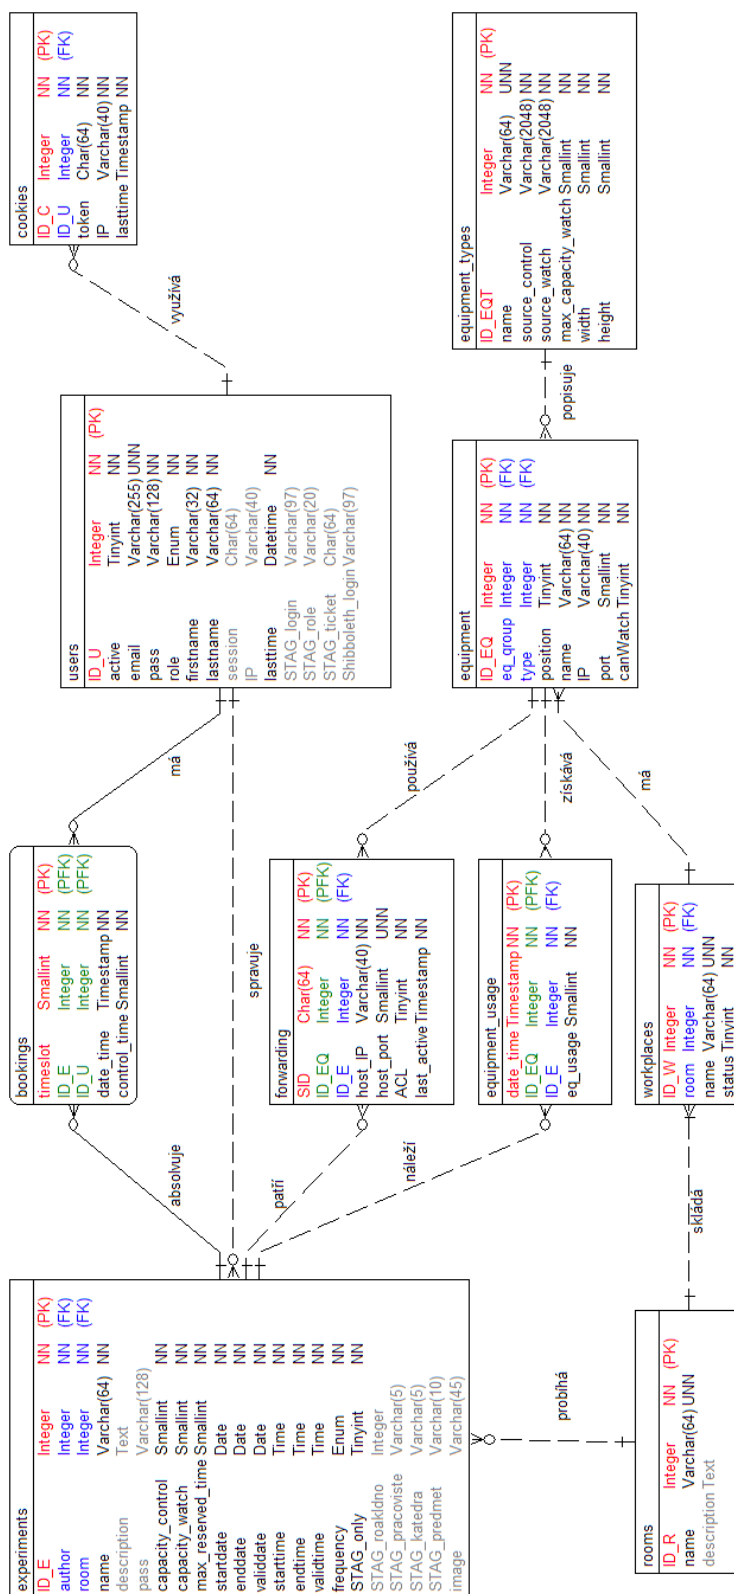 cookies
ID_C Integer NN (PK)
ID_U Integer NN (FK)
token Char(64) NN
IP Varchar(40) NN
lasttime Timestamp NN
využívá
equipment_types
ID_EQT Integer NN (PK)
name Varchar(64) UNN
source_control Varchar(2048) NN
source_watch Varchar(2048) NN
max_capacity_watch Smallint NN
width Smallint NN
height Smallint NN
popisuje
users
ID_U Integer NN (PK)
active Tinyint NN
email Varchar(255) UNN
pass Varchar(128) NN
role Enum NN
firstname Varchar(32) NN
lastname Varchar(64) NN
session Char(64)
IP Varchar(40)
lasttime Datetime NN
STAG_login Varchar(97)
STAG_role Varchar(20)
STAG_ticket Char(64)
Shibboleth_login Varchar(97)
equipment
ID_EQ Integer NN (PK)
eq_group Integer NN (FK)
type Integer NN (FK)
position Tinyint NN
name Varchar(64) NN
IP Varchar(40) NN
port Smallint NN
canWatch Tinyint NN
má
spravuje
používá
získává
má
bookings
timeslot Smallint NN (PK)
ID_E Integer NN (PFK)
ID_U Integer NN (PFK)
date_time Timestamp NN
control_time Smallint NN
forwarding
SID Char(64) NN (PK)
ID_EQ Integer NN (PFK)
ID_E Integer NN (FK)
host_IP Varchar(40) NN
host_port Smallint UNN
ACL Tinyint NN
last_active Timestamp NN
equipment_usage
date_time Timestamp NN (PK)
ID_EQ Integer NN (PFK)
ID_E Integer NN (FK)
eq_usage Smallint NN
workplaces
ID_W Integer NN (PK)
room Integer NN (FK)
name Varchar(64) UNN
status Tinyint NN
absolvuje
patří
náleží
skládá
experiments
ID_E Integer NN (PK)
author Integer NN (FK)
room Integer NN (FK)
name Varchar(64) NN
description Text
pass Varchar(128)
capacity_control Smallint NN
capacity_watch Smallint NN
max_reserved_time Smallint NN
startdate Date NN
enddate Date NN
validdate Date NN
starttime Time NN
endtime Time NN
validtime Time NN
frequency Enum NN
STAG_only Tinyint NN
STAG_roakIdno Integer
STAG_pracoviste Varchar(5)
STAG_katedra Varchar(5)
STAG_predmet Varchar(10)
image Varchar(45)
probíhá
rooms
ID_R Integer NN (PK)
name Varchar(64) UNN
description Text